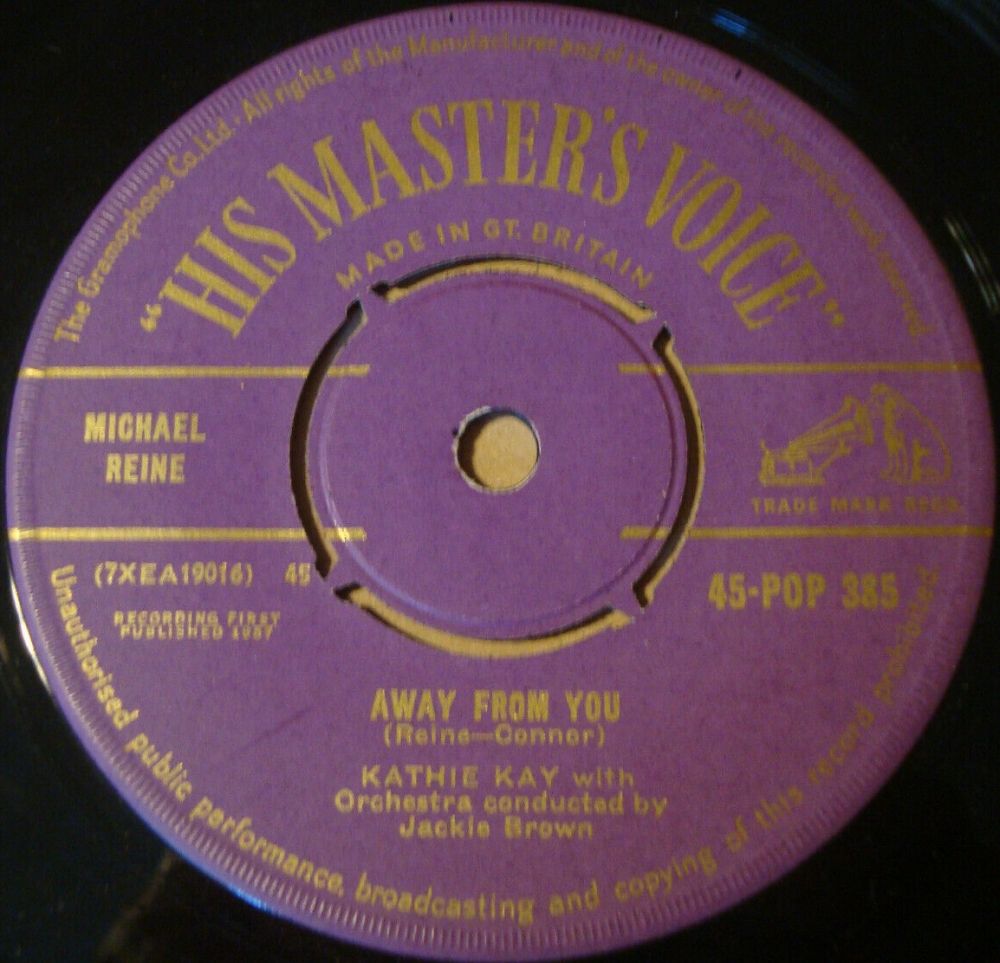 The Gramophone Co. Ltd. · All rights of the Manufacturer and of the owner of the recorded work reserved.
"HIS MASTER'S VOICE"
MADE IN GT. BRITAIN
MICHAEL
REINE
TRADE MARK REGD.
(7XEA19016) 45
45-POP 385
RECORDING FIRST
PUBLISHED 1957
AWAY FROM YOU
(Reine—Connor)
KATHIE KAY with
Orchestra conducted by
Jackie Brown
Unauthorised public performance, broadcasting and copying of this record prohibited.